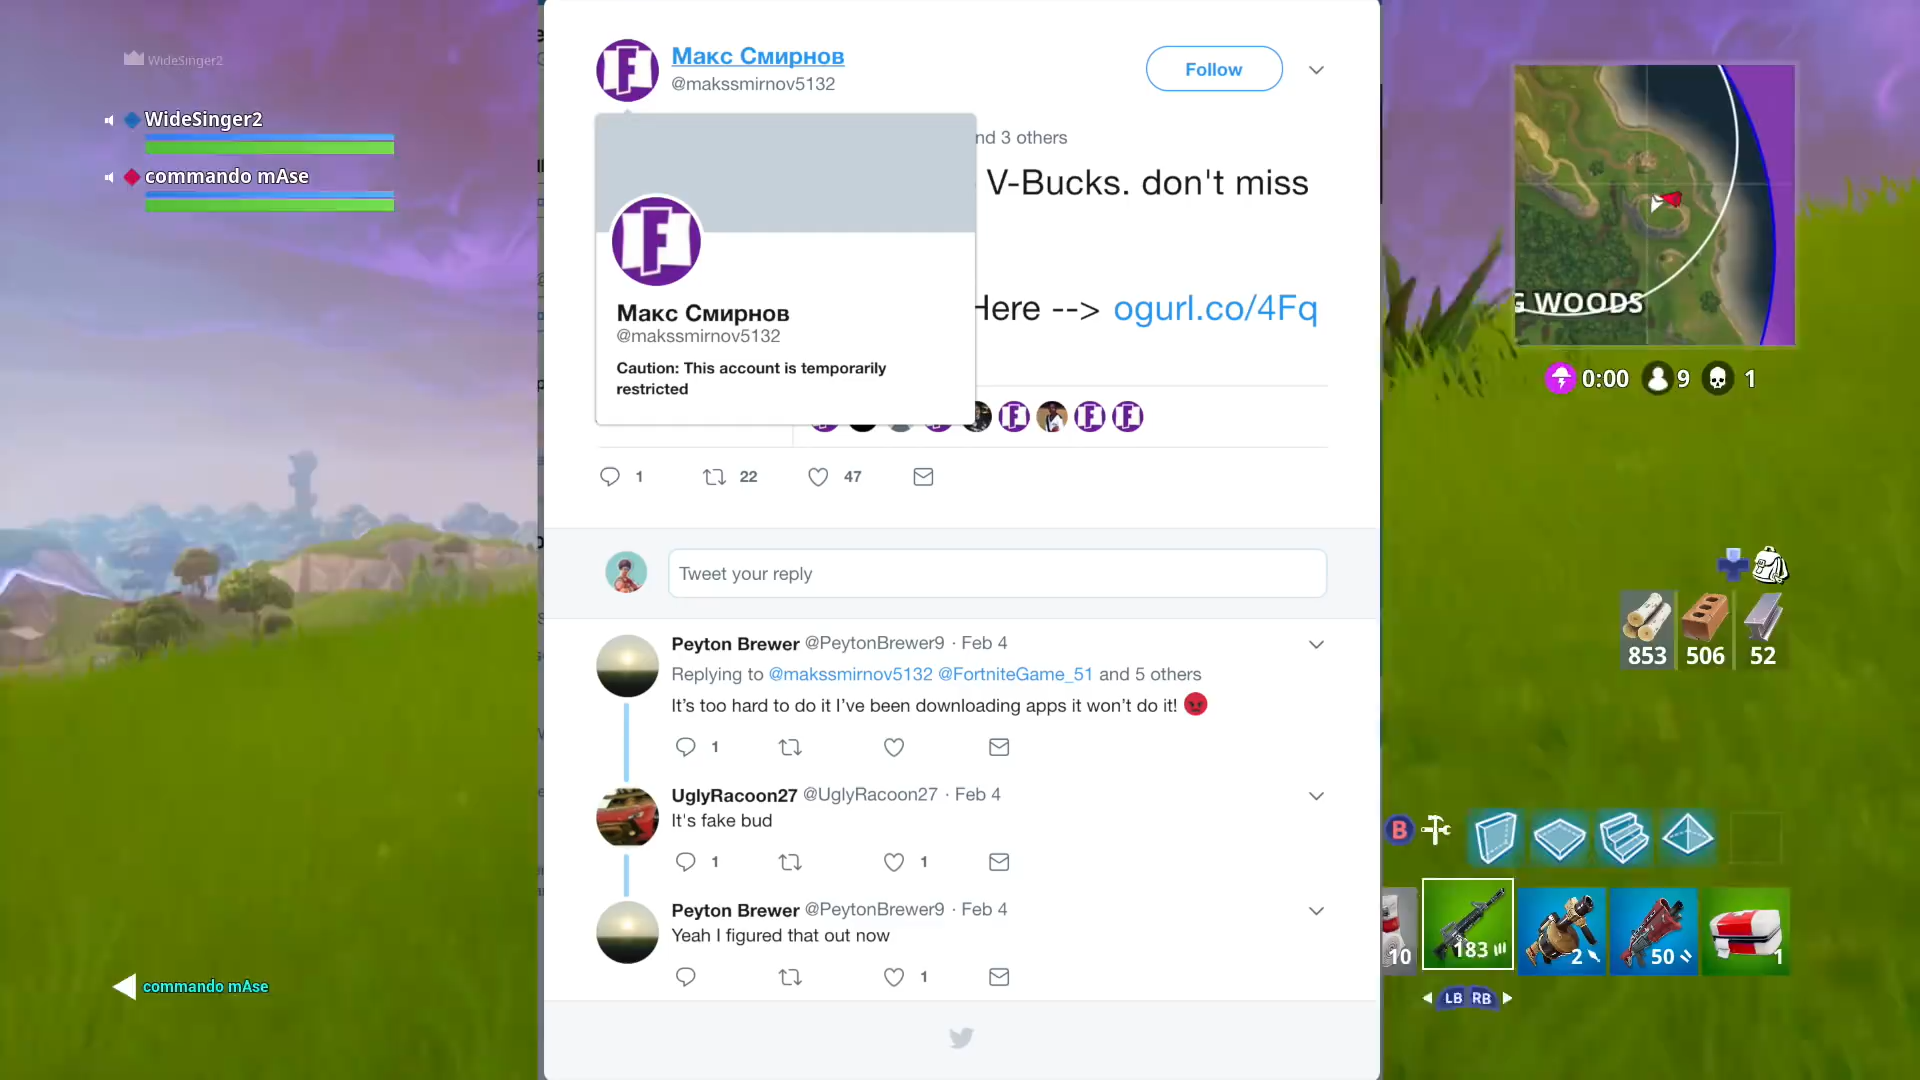 WideSinger2
WideSinger2
commando mAse
commando mAse
Макс Смирнов
@makssmirnov5132
Follow
nd 3 others
V-Bucks. don't miss
Here --> ogurl.co/4Fq
Макс Смирнов
@makssmirnov5132
Caution: This account is temporarily
restricted
1
22
47
Tweet your reply
Peyton Brewer @PeytonBrewer9 · Feb 4
Replying to @makssmirnov5132 @FortniteGame_51 and 5 others
It’s too hard to do it I’ve been downloading apps it won’t do it!
1
UglyRacoon27 @UglyRacoon27 · Feb 4
It's fake bud
1
1
Peyton Brewer @PeytonBrewer9 · Feb 4
Yeah I figured that out now
1
G WOODS
0:00
9
1
853
506
52
B
10
183
2
50
1
LB RB